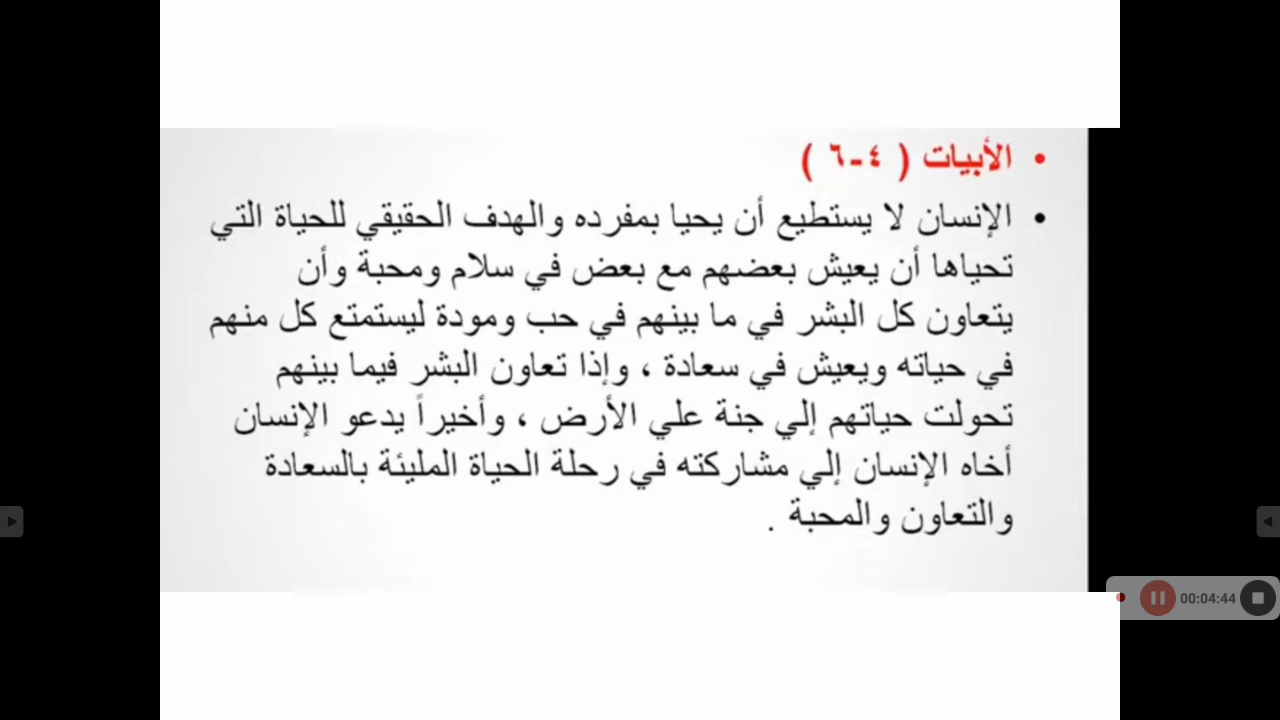 • الأبيات ( ٤-٦ )
• الإنسان لا يستطيع أن يحيا بمفرده والهدف الحقيقي للحياة التي
تحياها أن يعيش بعضهم مع بعض في سلام ومحبة وأن
يتعاون كل البشر في ما بينهم في حب ومودة ليستمتع كل منهم
في حياته ويعيش في سعادة ، وإذا تعاون البشر فيما بينهم
تحولت حياتهم إلي جنة علي الأرض ، وأخيراً يدعو الإنسان
أخاه الإنسان إلي مشاركته في رحلة الحياة المليئة بالسعادة
والتعاون والمحبة .
00:04:44